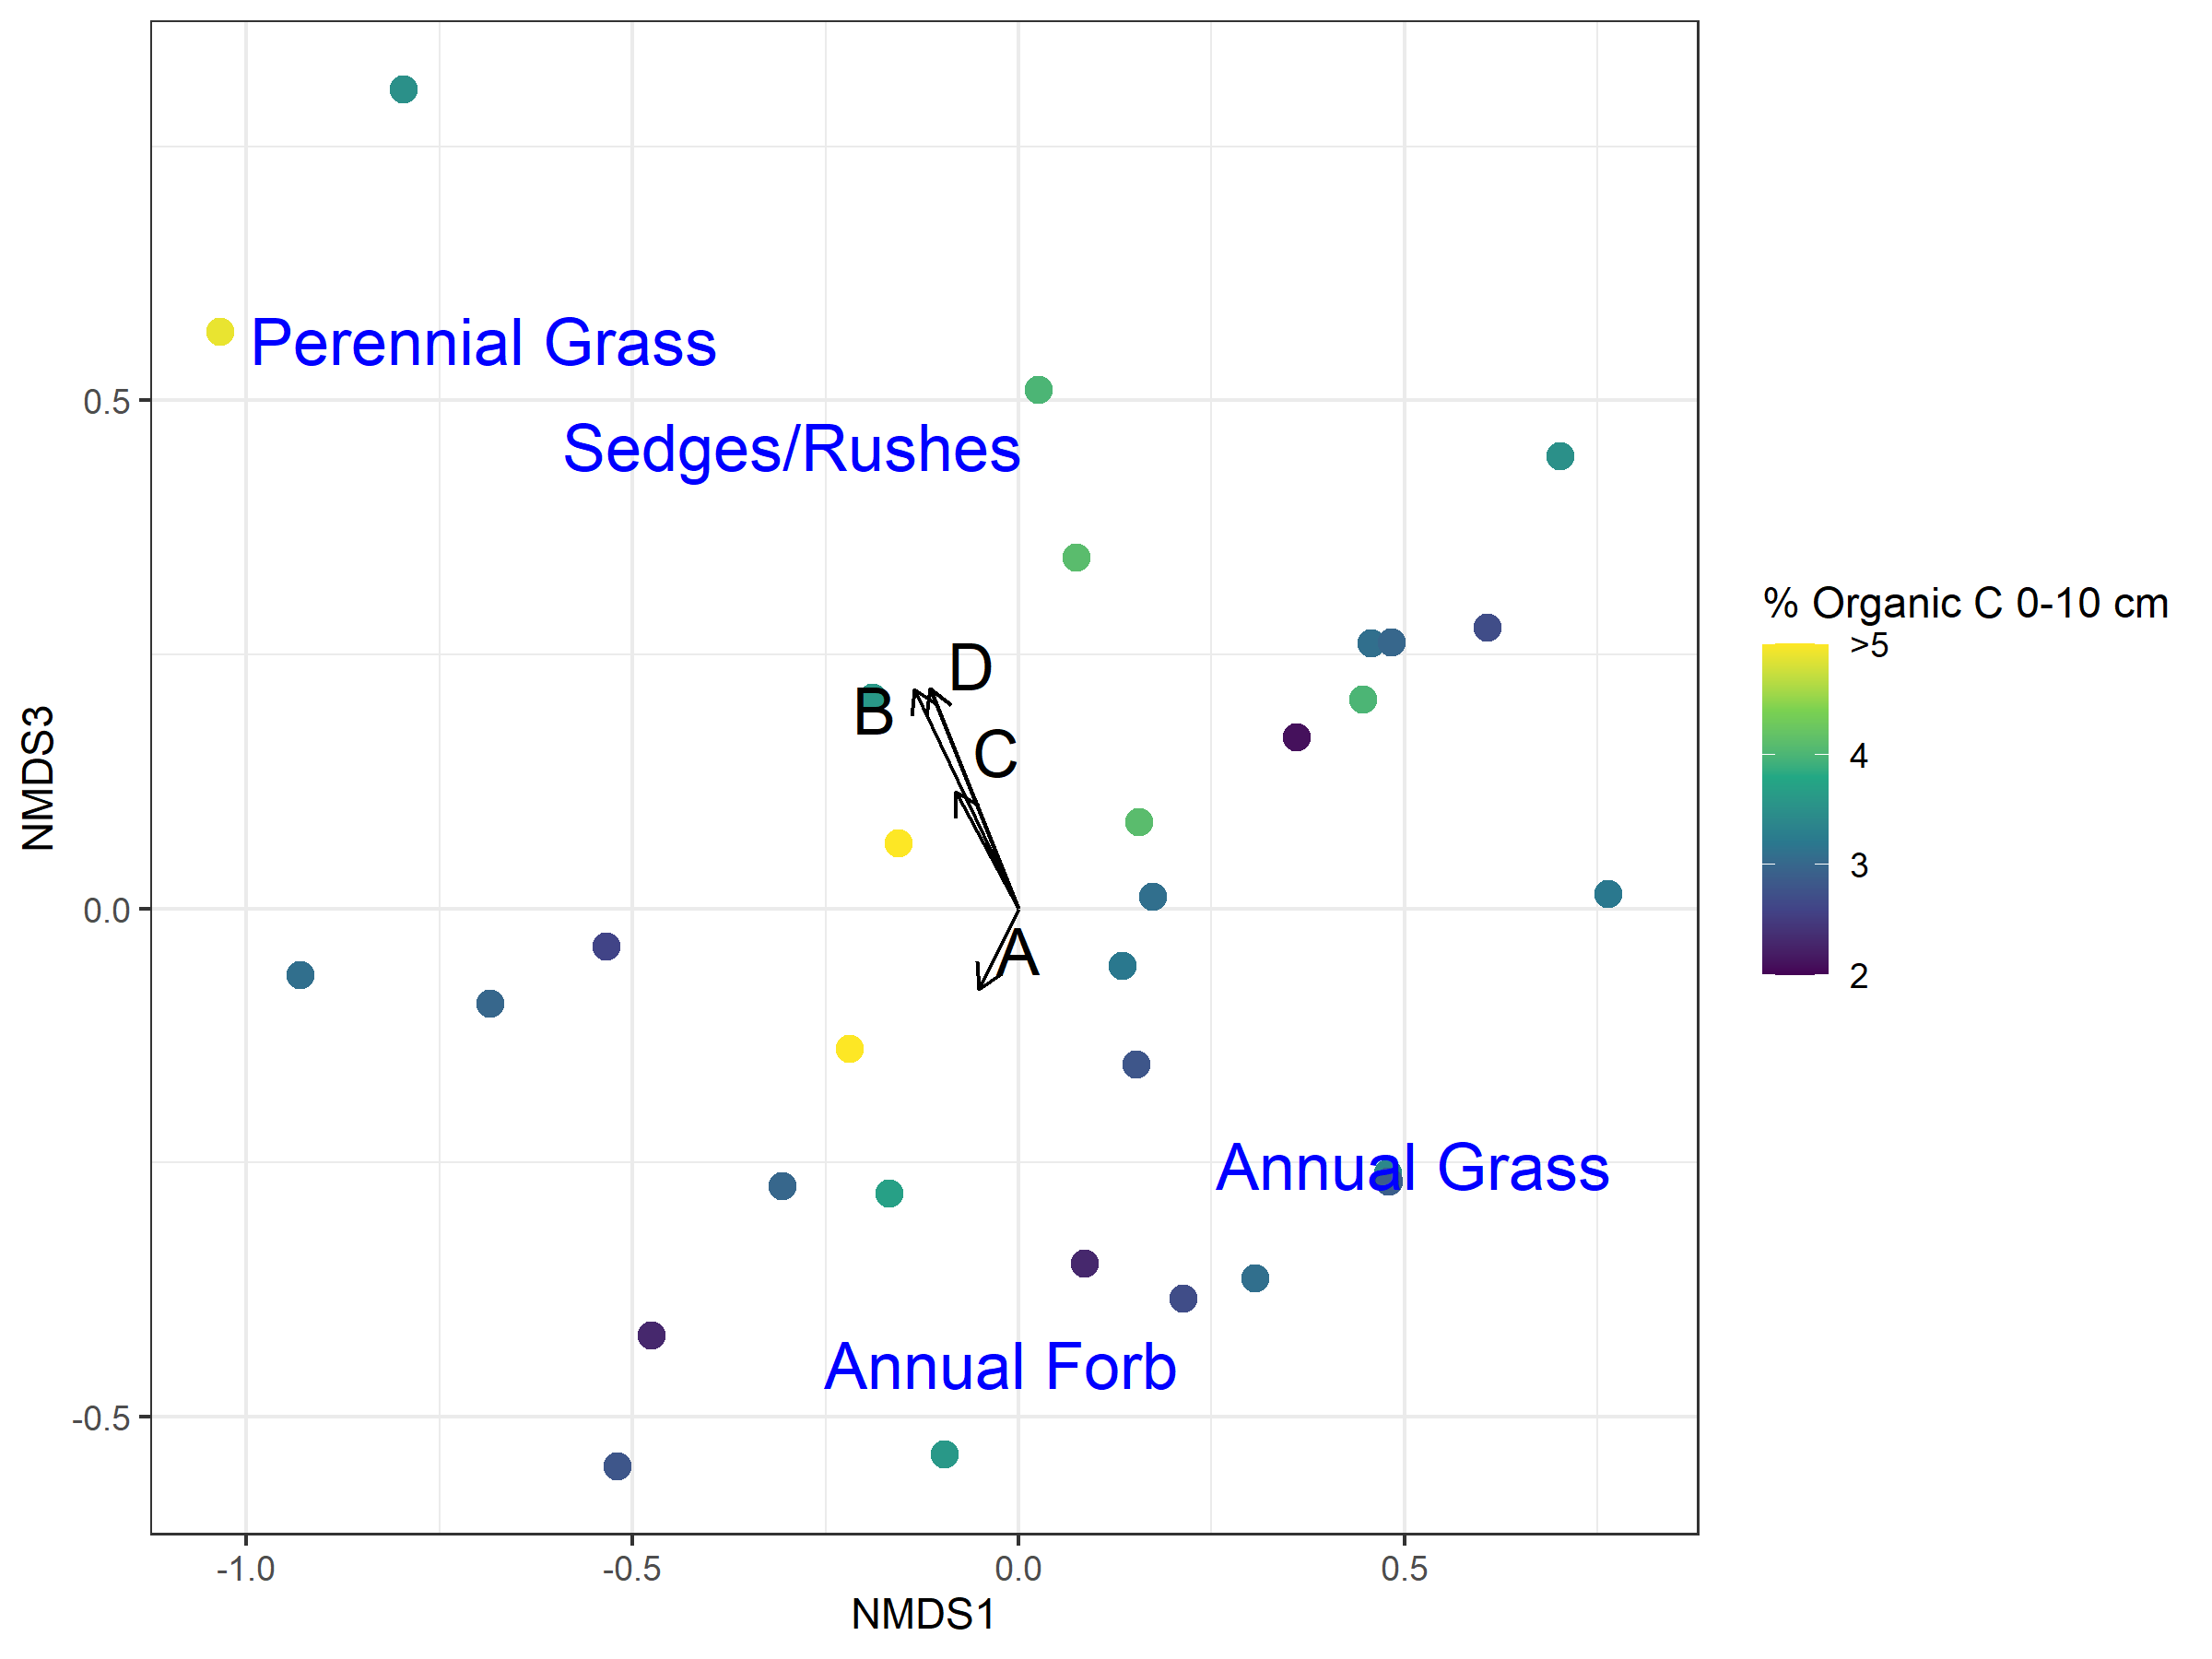 Perennial Grass
0.5
Sedges/Rushes
% Organic C 0-10 cm
>5
D
B
4
C
NMDS3
3
0.0
A
2
Annual Grass
Annual Forb
-0.5
-1.0 -0.5 0.0 0.5
NMDS1